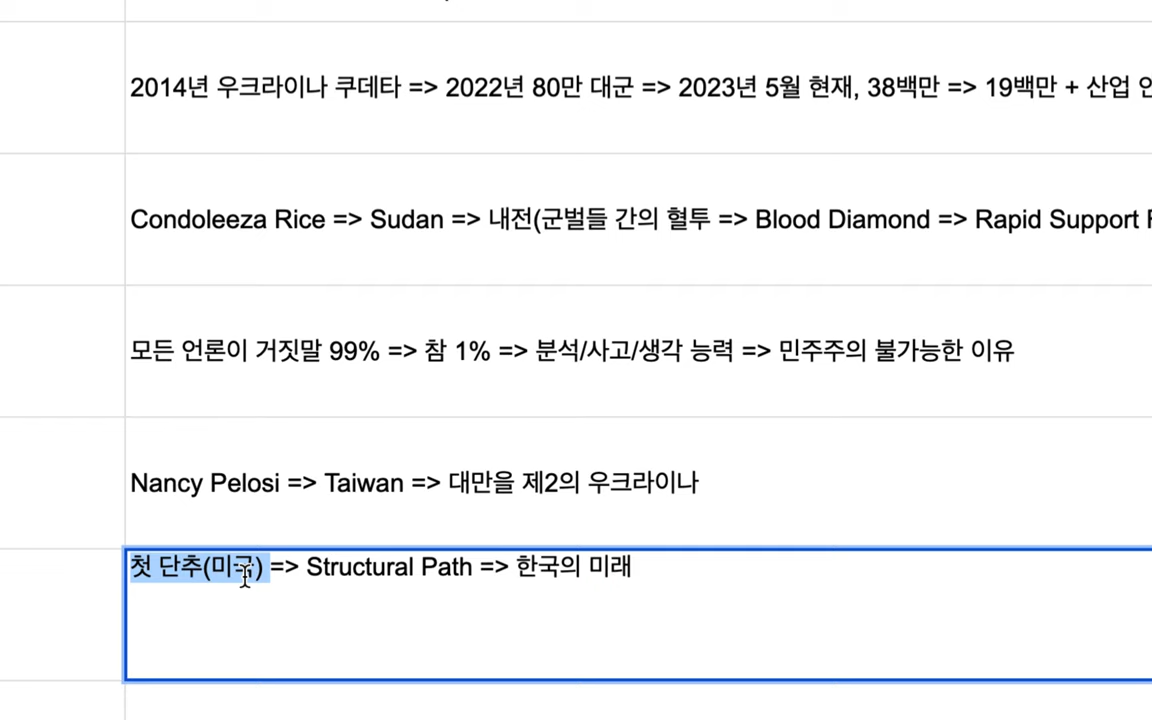 2014년 우크라이나 쿠데타 => 2022년 80만 대군 => 2023년 5월 현재, 38백만 => 19백만 + 산업
Condoleeza Rice => Sudan => 내전(군벌들 간의 혈투 => Blood Diamond => Rapid Support
모든 언론이 거짓말 99% => 참 1% => 분석/사고/생각 능력 => 민주주의 불가능한 이유
Nancy Pelosi => Taiwan => 대만을 제2의 우크라이나
첫 단추(미국) => Structural Path => 한국의 미래